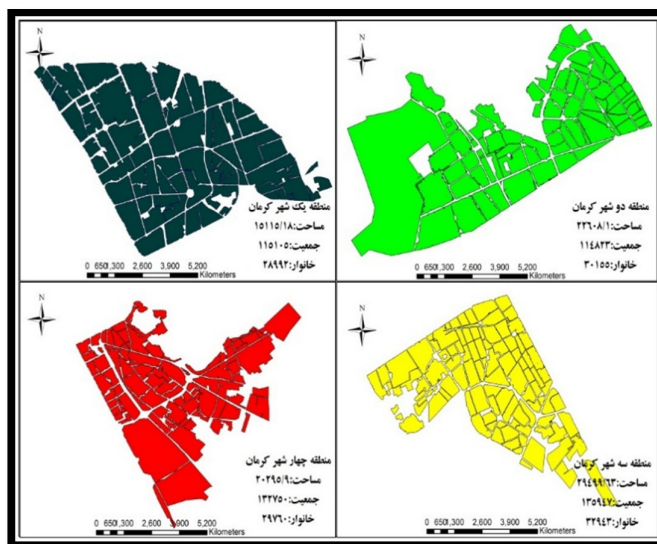 N
منطقه یک شهر کرمان
مساحت:۱۵۱۱۵/۱۸
جمعیت:۱۱۵۱۰۵
خانوار:۲۸۹۹۲
0 650 1,300 2,600 3,900 5,200
Kilometers
N
منطقه دو شهر کرمان
مساحت:۲۲۶۰۸/۱
جمعیت:۱۱۴۸۲۳
خانوار:۳۰۱۵۵
0 650 1,300 2,600 3,900 5,200
Kilometers
N
منطقه چهار شهر کرمان
مساحت:۲۰۲۹۵/۹
جمعیت:۱۳۲۷۵۰
خانوار:۲۹۷۶۰
0 650 1,300 2,600 3,900 5,200
Kilometers
N
منطقه سه شهر کرمان
مساحت:۲۹۴۹۹/۶۳
جمعیت:۱۳۵۹۴۷
خانوار:۳۲۹۴۳
0 650 1,300 2,600 3,900 5,200
Kilometers